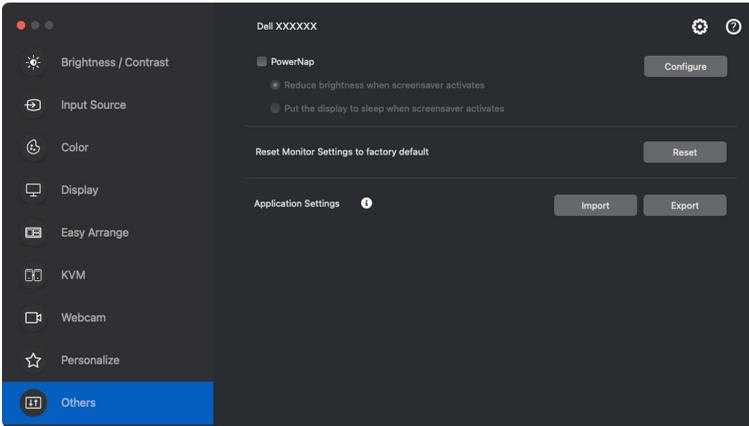 Dell XXXXXX
Brightness / Contrast
Input Source
Color
Display
Easy Arrange
KVM
Webcam
Personalize
Others
PowerNap
Configure
Reduce brightness when screensaver activates
Put the display to sleep when screensaver activates
Reset Monitor Settings to factory default
Reset
Application Settings
Import
Export